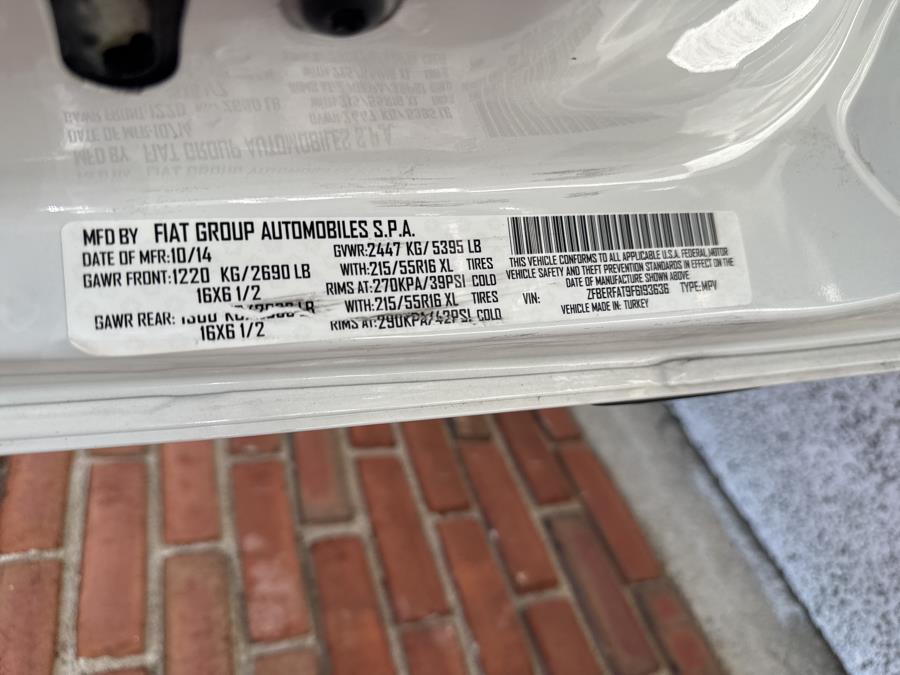 MFD BY FIAT GROUP AUTOMOBILES S.P.A.
DATE OF MFR:10/14 GVWR:2447 KG/ 5395 LB
GAWR FRONT:1220 KG/2690 LB WITH:215/55R16 XL TIRES
16X6 1/2 RIMS AT:270KPA/39PSI COLD
GAWR REAR: WITH:215/55R16 XL TIRES
16X6 1/2 RIMS AT:290KPA/42PSI COLD
THIS VEHICLE CONFORMS TO ALL APPLICABLE U.S.A. FEDERAL MOTOR
VEHICLE SAFETY AND THEFT PREVENTION STANDARDS IN EFFECT ON THE
DATE OF MANUFACTURE SHOWN ABOVE.
VIN: ZFBERFAT9F6193636 TYPE:MPV
VEHICLE MADE IN: TURKEY